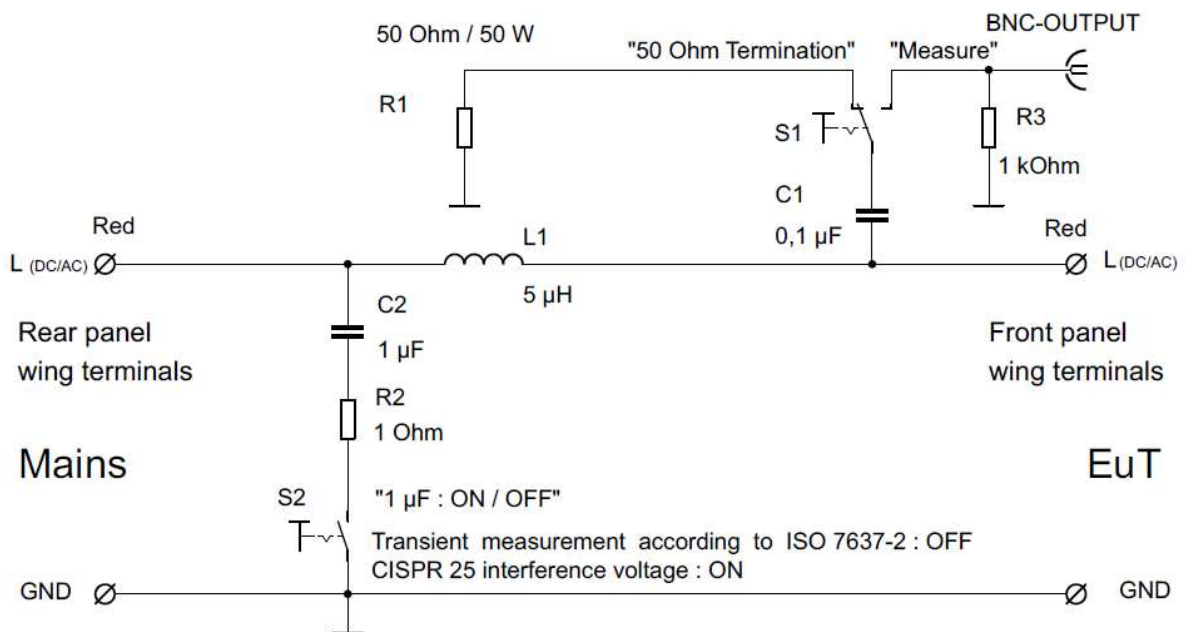 BNC-OUTPUT
50 Ohm / 50 W
"50 Ohm Termination" "Measure"
R1
S1
R3
1 kOhm
C1
0,1 µF
Red
L (DC/AC)
L1
5 µH
Red
L (DC/AC)
C2
1 µF
Rear panel
wing terminals
Front panel
wing terminals
R2
1 Ohm
Mains
EuT
S2
"1 µF : ON / OFF"
Transient measurement according to ISO 7637-2 : OFF
CISPR 25 interference voltage : ON
GND
GND